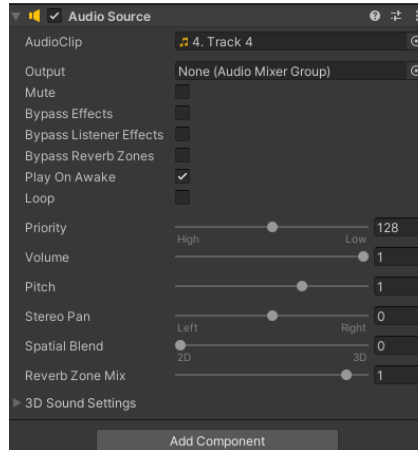 Audio Source
AudioClip 4. Track 4
Output None (Audio Mixer Group)
Mute
Bypass Effects
Bypass Listener Effects
Bypass Reverb Zones
Play On Awake
Loop
Priority 128
High Low
Volume 1
Pitch 1
Stereo Pan 0
Left Right
Spatial Blend 0
2D 3D
Reverb Zone Mix 1
3D Sound Settings
Add Component